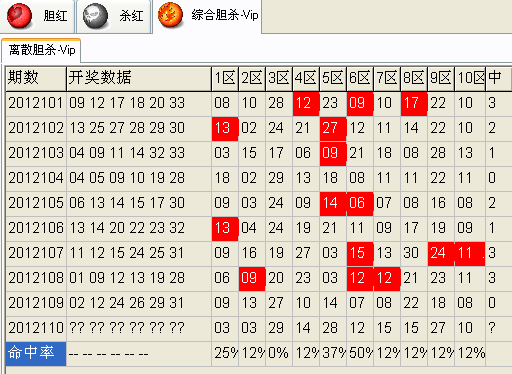 胆红 杀红 综合胆杀-Vip
离散胆杀-Vip
期数 开奖数据 1区 2区 3区 4区 5区 6区 7区 8区 9区 10区 中
2012101 09 12 17 18 20 33 08 10 28 12 23 09 10 17 22 10 3
2012102 13 25 27 28 29 30 13 02 24 21 27 12 11 14 22 10 2
2012103 04 09 11 14 32 33 03 15 17 06 09 21 18 08 28 13 1
2012104 04 05 09 10 19 28 18 02 29 13 18 08 11 11 22 11 0
2012105 06 13 14 15 17 30 09 03 24 09 14 06 07 08 16 08 2
2012106 13 14 20 22 23 32 13 04 24 19 21 11 09 17 19 09 1
2012107 11 12 15 24 25 31 09 16 19 27 03 15 13 30 24 11 3
2012108 01 09 12 13 19 28 06 09 20 23 03 12 12 21 23 11 3
2012109 02 12 24 26 29 31 09 13 27 10 14 07 08 22 18 08 0
2012110 ?? ?? ?? ?? ?? ?? 03 03 29 14 28 12 15 15 27 10 ?
命中率 -- -- -- -- -- -- 25% 12% 0% 12% 37% 50% 12% 12% 12% 12%